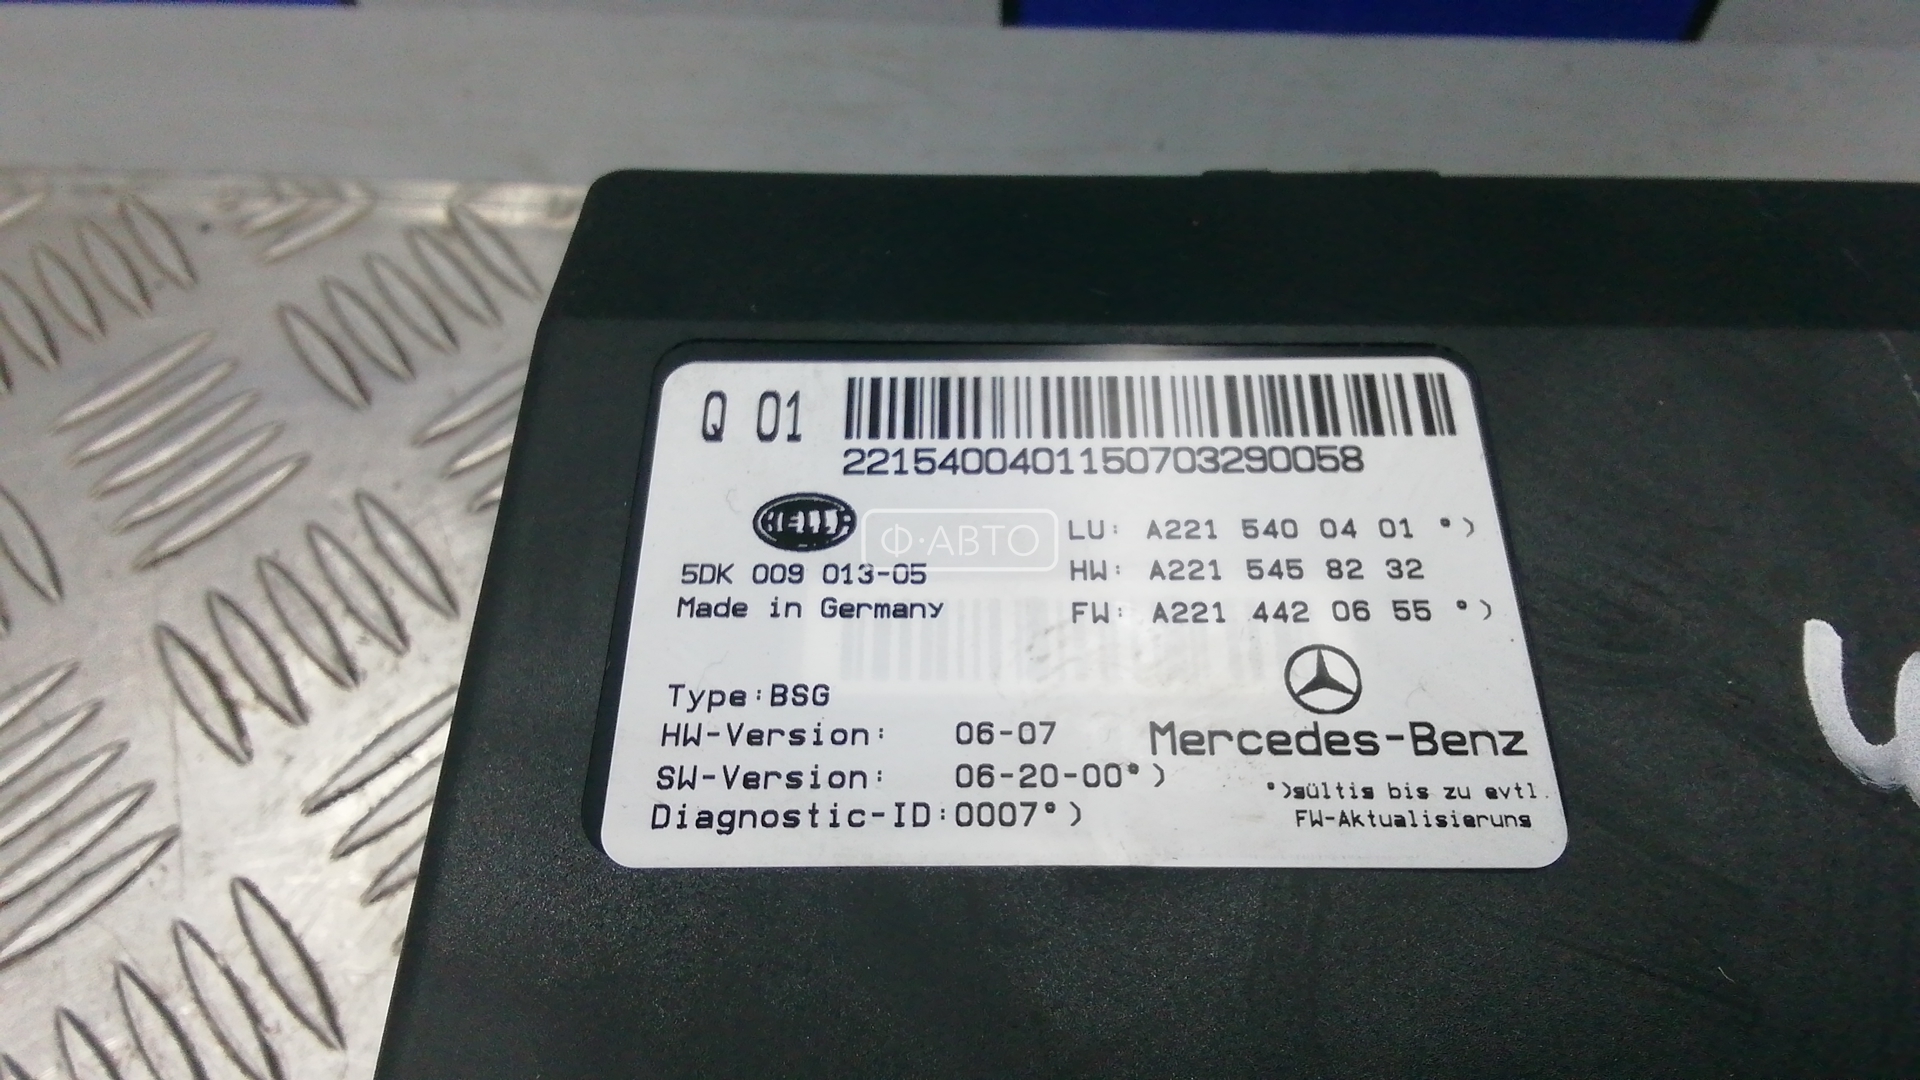 Q 01
22154004011507032900​58
HELLA
Ф·АВТО
LU: A221 540 04 01 *)
5DK 009 013-05
HW: A221 545 82 32
Made in Germany
FW: A221 442 06 55 *)
Type:BSG
HW-Version: 06-07
Mercedes-Benz
SW-Version: 06-20-00*)
*)gültig bis zu evtl.
Diagnostic-ID:0007*)
FW-Aktualisierung